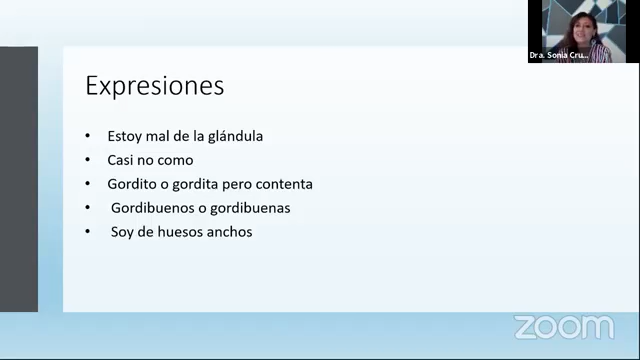 Dra. Sonia Cru...
Expresiones
• Estoy mal de la glándula
• Casi no como
• Gordito o gordita pero contenta
• Gordibuenos o gordibuenas
• Soy de huesos anchos
zoom